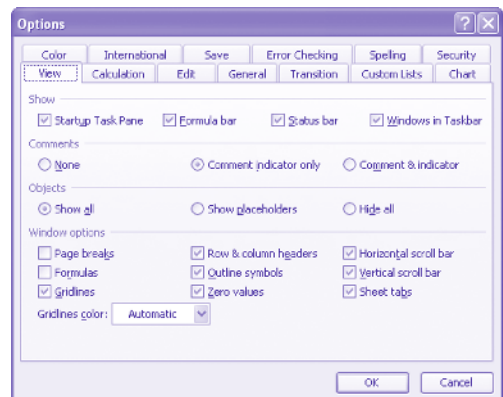 Options
Color International Save Error Checking Spelling Security
View Calculation Edit General Transition Custom Lists Chart
Show
Startup Task Pane Formula bar Status bar Windows in Taskbar
Comments
None Comment indicator only Comment & indicator
Objects
Show all Show placeholders Hide all
Window options
Page breaks Row & column headers Horizontal scroll bar
Formulas Outline symbols Vertical scroll bar
Gridlines Zero values Sheet tabs
Gridlines color: Automatic
OK Cancel